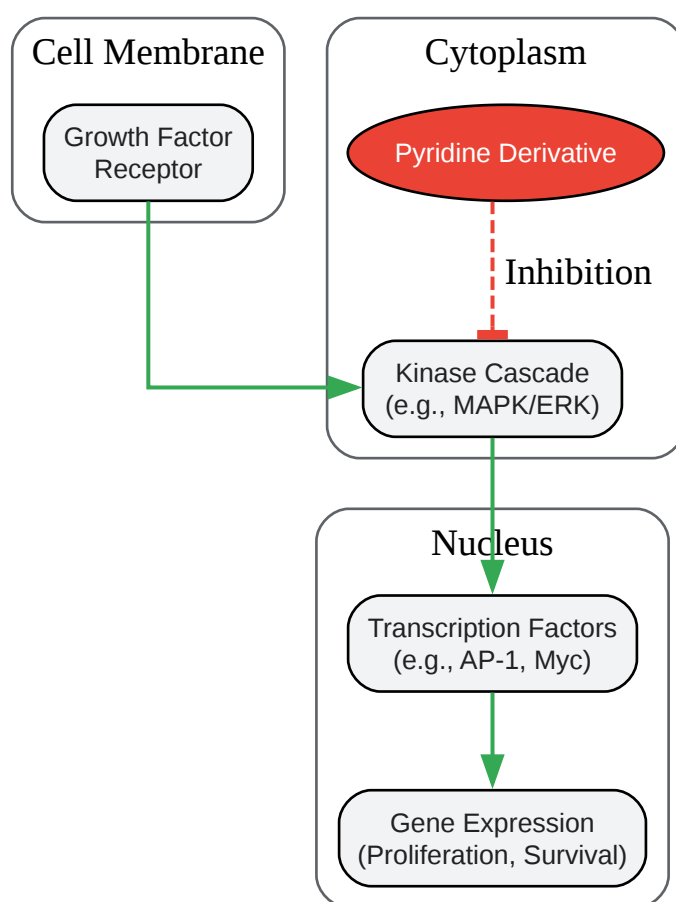 Cell Membrane
Growth Factor
Receptor
Cytoplasm
Pyridine Derivative
Inhibition
Kinase Cascade
(e.g., MAPK/ERK)
Nucleus
Transcription Factors
(e.g., AP-1, Myc)
Gene Expression
(Proliferation, Survival)